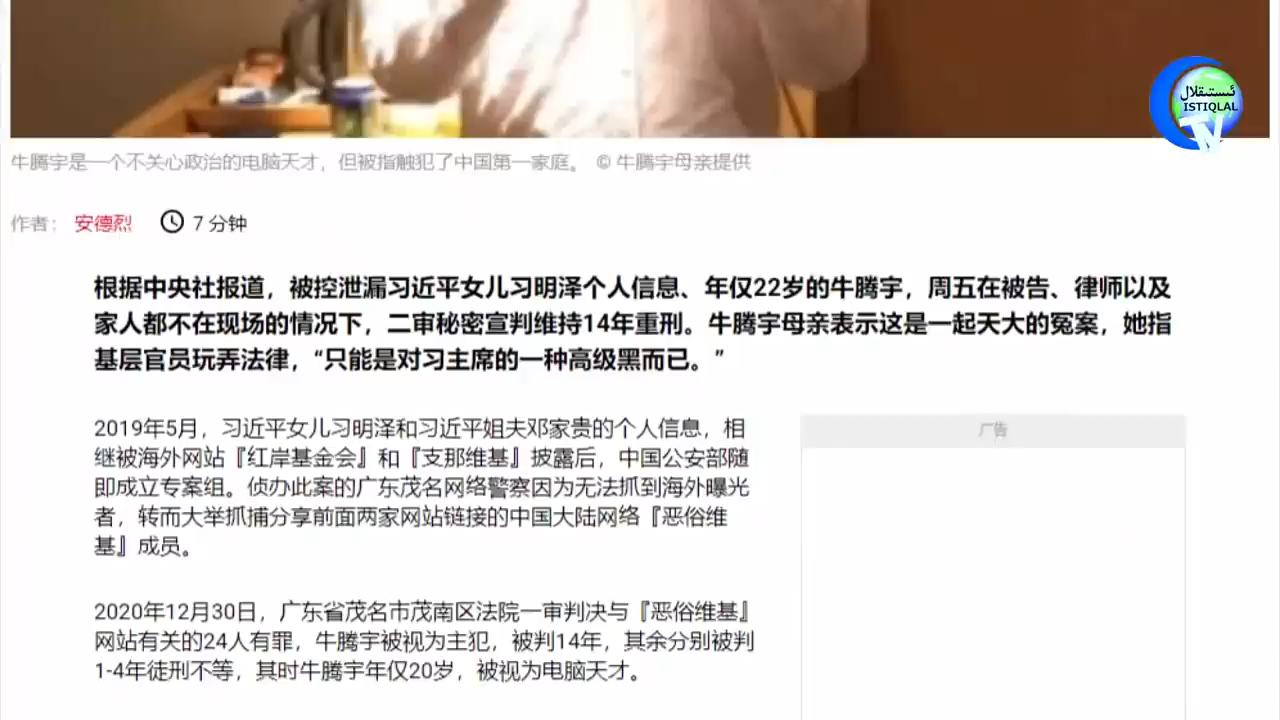 ئىستىقلال
ISTIQLAL
TV
牛腾宇是一个不关心政治的电脑天才，但被指触犯了中国第一家庭。 © 牛腾宇母亲提供
作者： 安德烈 7 分钟
根据中央社报道，被控泄漏习近平女儿习明泽个人信息、年仅22岁的牛腾宇，周五在被告、律师以及
家人都不在现场的情况下，二审秘密宣判维持14年重刑。牛腾宇母亲表示这是一起天大的冤案，她指
基层官员玩弄法律，“只能是对习主席的一种高级黑而已。”
2019年5月，习近平女儿习明泽和习近平姐夫邓家贵的个人信息，相
继被海外网站『红岸基金会』和『支那维基』披露后，中国公安部随
即成立专案组。侦办此案的广东茂名网络警察因为无法抓到海外曝光
者，转而大举抓捕分享前面两家网站链接的中国大陆网络『恶俗维
基』成员。
广告
2020年12月30日，广东省茂名市茂南区法院一审判决与『恶俗维基』
网站有关的24人有罪，牛腾宇被视为主犯，被判14年，其余分别被判
1-4年徒刑不等，其时牛腾宇年仅20岁，被视为电脑天才。